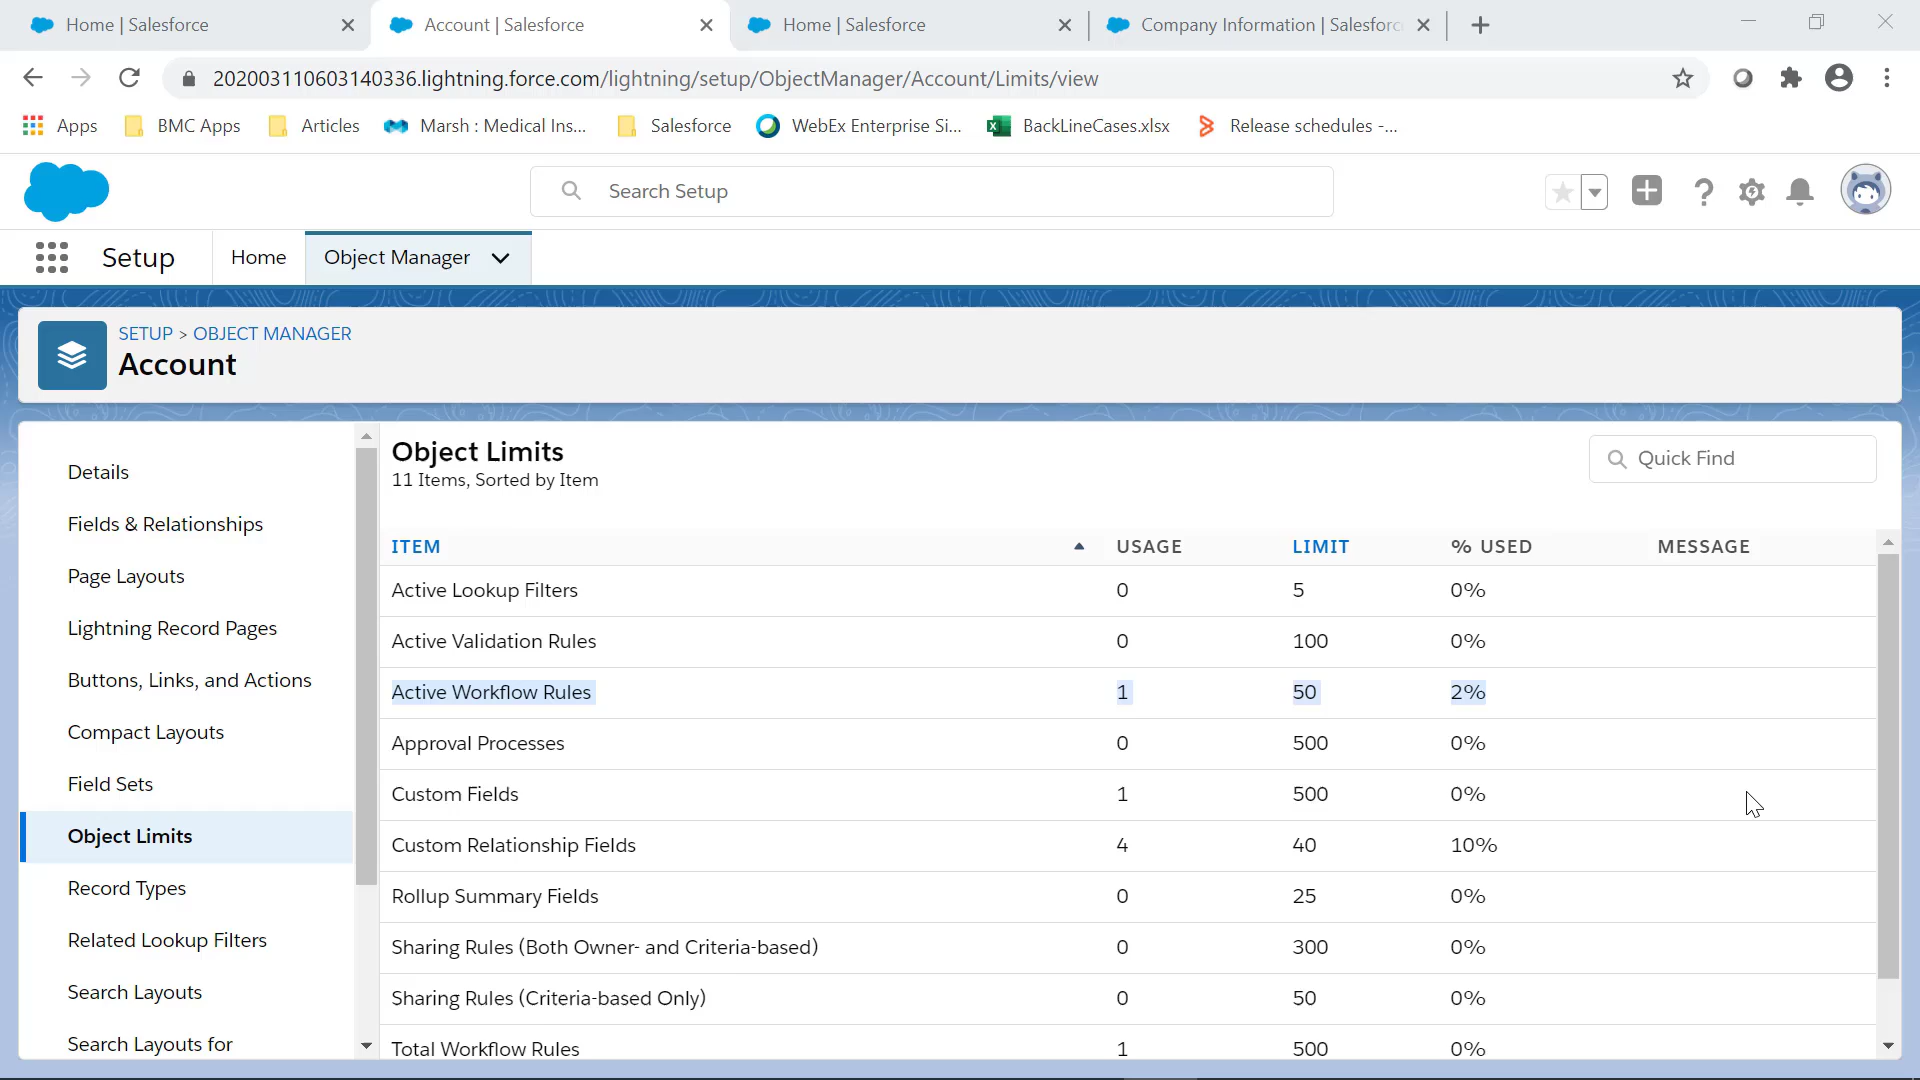 Home | Salesforce
Account | Salesforce
Home | Salesforce
Company Information | Salesforc
202003110603140336.lightning.force.com/lightning/setup/ObjectManager/Account/Limits/view
Apps
BMC Apps
Articles
Marsh : Medical Ins...
Salesforce
WebEx Enterprise Si...
BackLineCases.xlsx
Release schedules -...
Search Setup
Setup
Home
Object Manager
SETUP > OBJECT MANAGER
Account
Details
Fields & Relationships
Page Layouts
Lightning Record Pages
Buttons, Links, and Actions
Compact Layouts
Field Sets
Object Limits
Record Types
Related Lookup Filters
Search Layouts
Search Layouts for
Object Limits
11 Items, Sorted by Item
Quick Find
ITEM USAGE LIMIT % USED MESSAGE
Active Lookup Filters 0 5 0%
Active Validation Rules 0 100 0%
Active Workflow Rules 1 50 2%
Approval Processes 0 500 0%
Custom Fields 1 500 0%
Custom Relationship Fields 4 40 10%
Rollup Summary Fields 0 25 0%
Sharing Rules (Both Owner- and Criteria-based) 0 300 0%
Sharing Rules (Criteria-based Only) 0 50 0%
Total Workflow Rules 1 500 0%